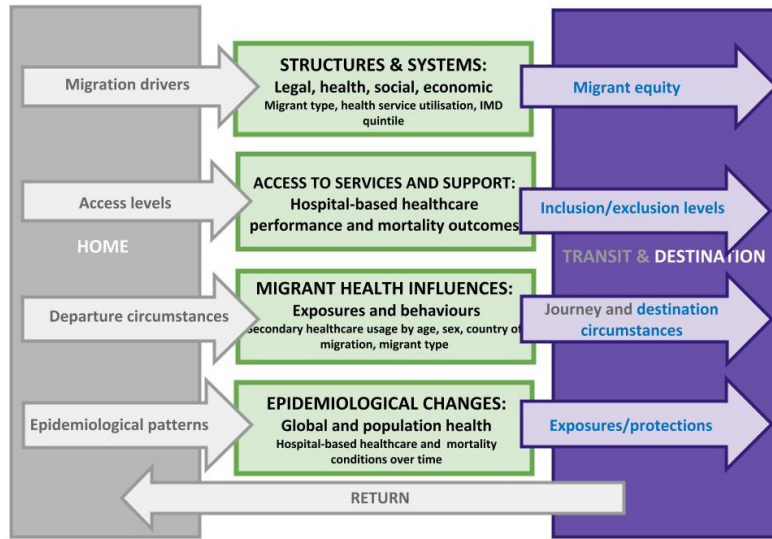 Migration drivers
STRUCTURES & SYSTEMS:
Legal, health, social, economic
Migrant type, health service utilisation, IMD
quintile
Migrant equity
Access levels
ACCESS TO SERVICES AND SUPPORT:
Hospital-based healthcare
performance and mortality outcomes
Inclusion/exclusion levels
HOME
TRANSIT & DESTINATION
Departure circumstances
MIGRANT HEALTH INFLUENCES:
Exposures and behaviours
Secondary healthcare usage by age, sex, country of
migration, migrant type
Journey and destination
circumstances
Epidemiological patterns
EPIDEMIOLOGICAL CHANGES:
Global and population health
Hospital-based healthcare and mortality
conditions over time
Exposures/protections
RETURN